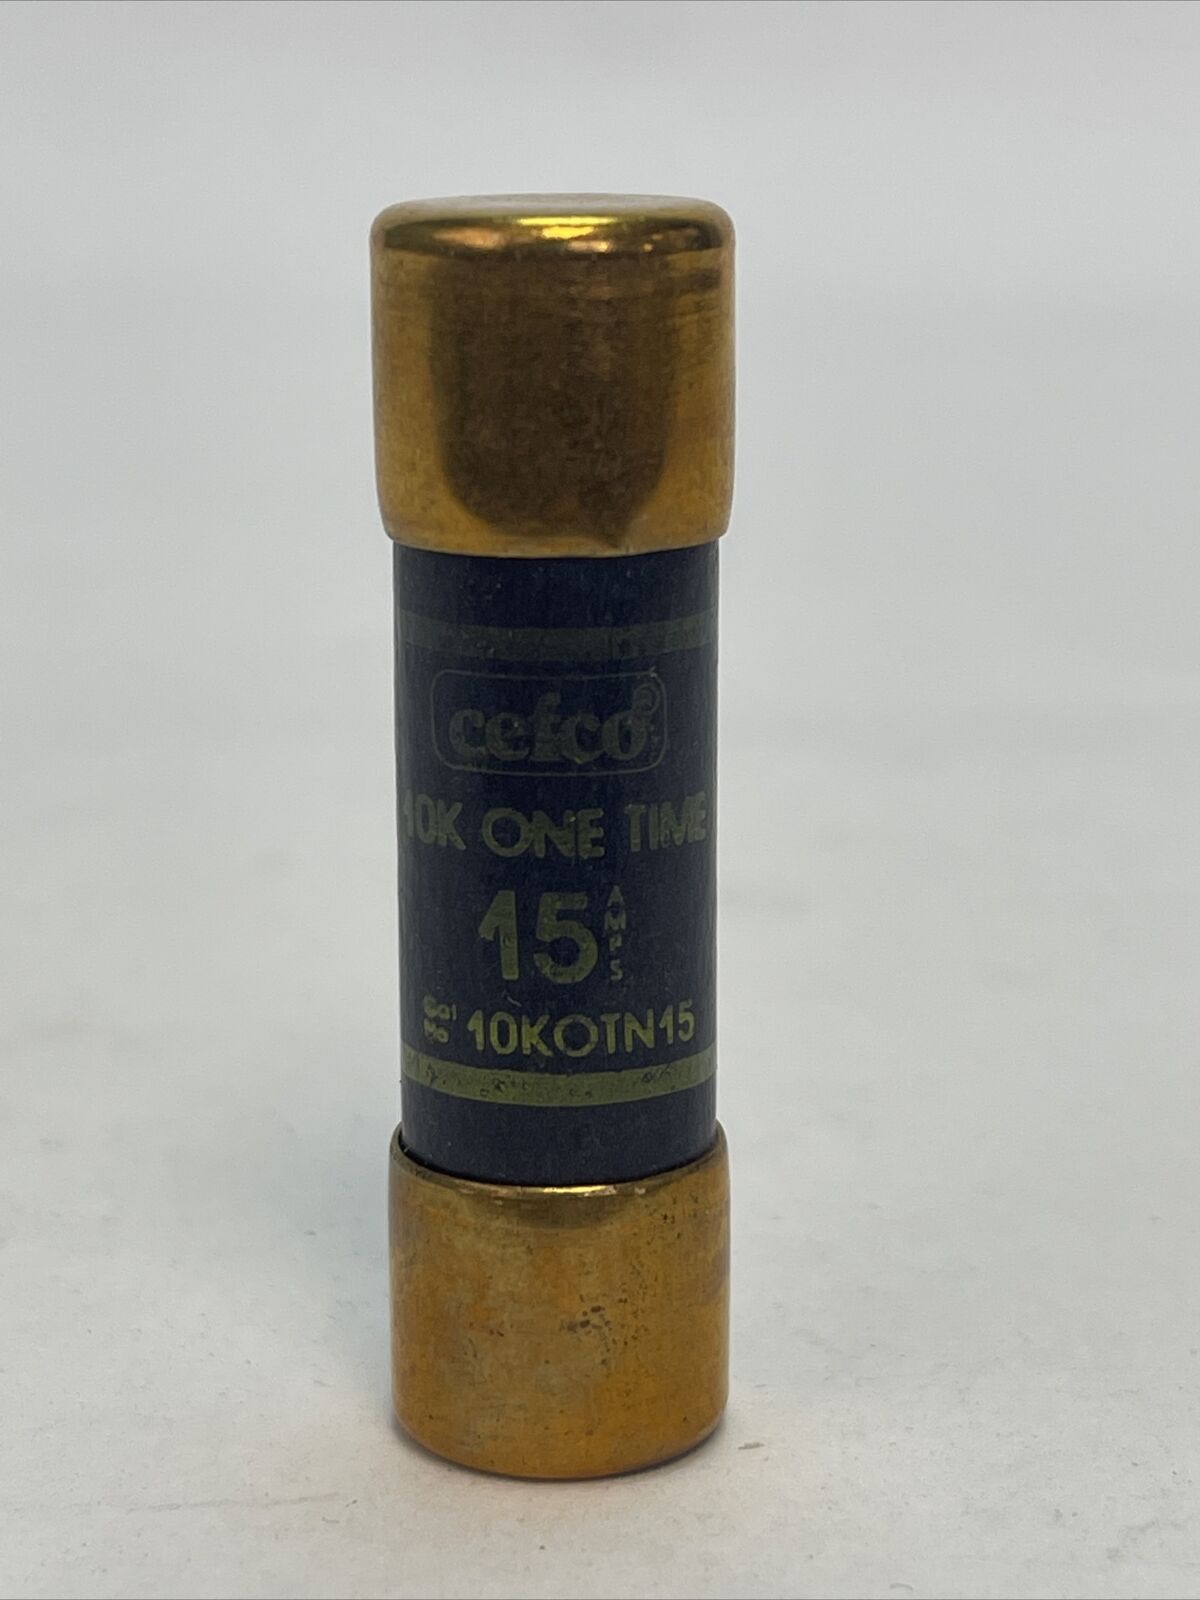 cefco®
10K ONE TIME
15 AMPS
Cat No 10KOTN15